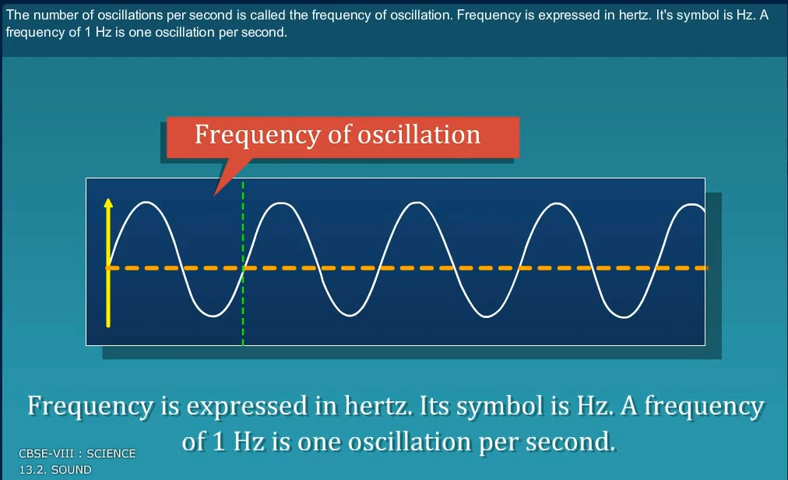 The number of oscillations per second is called the frequency of oscillation. Frequency is expressed in hertz. It's symbol is Hz. A
frequency of 1 Hz is one oscillation per second.
Frequency of oscillation
Frequency is expressed in hertz. Its symbol is Hz. A frequency
of 1 Hz is one oscillation per second.
CBSE-VIII : SCIENCE
13.2. SOUND